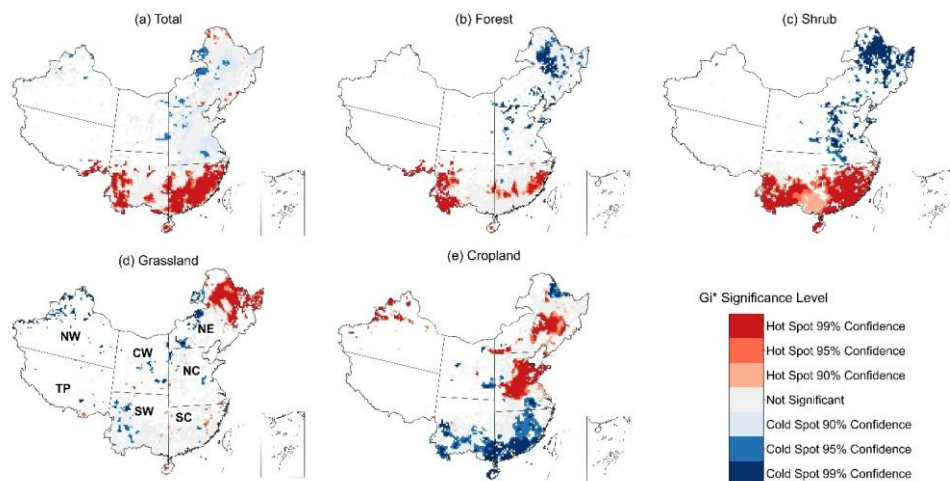 (a) Total
(b) Forest
(c) Shrub
(d) Grassland
(e) Cropland
NW
NE
CW
NC
TP
SW
SC
Gi* Significance Level
Hot Spot 99% Confidence
Hot Spot 95% Confidence
Hot Spot 90% Confidence
Not Significant
Cold Spot 90% Confidence
Cold Spot 95% Confidence
Cold Spot 99% Confidence